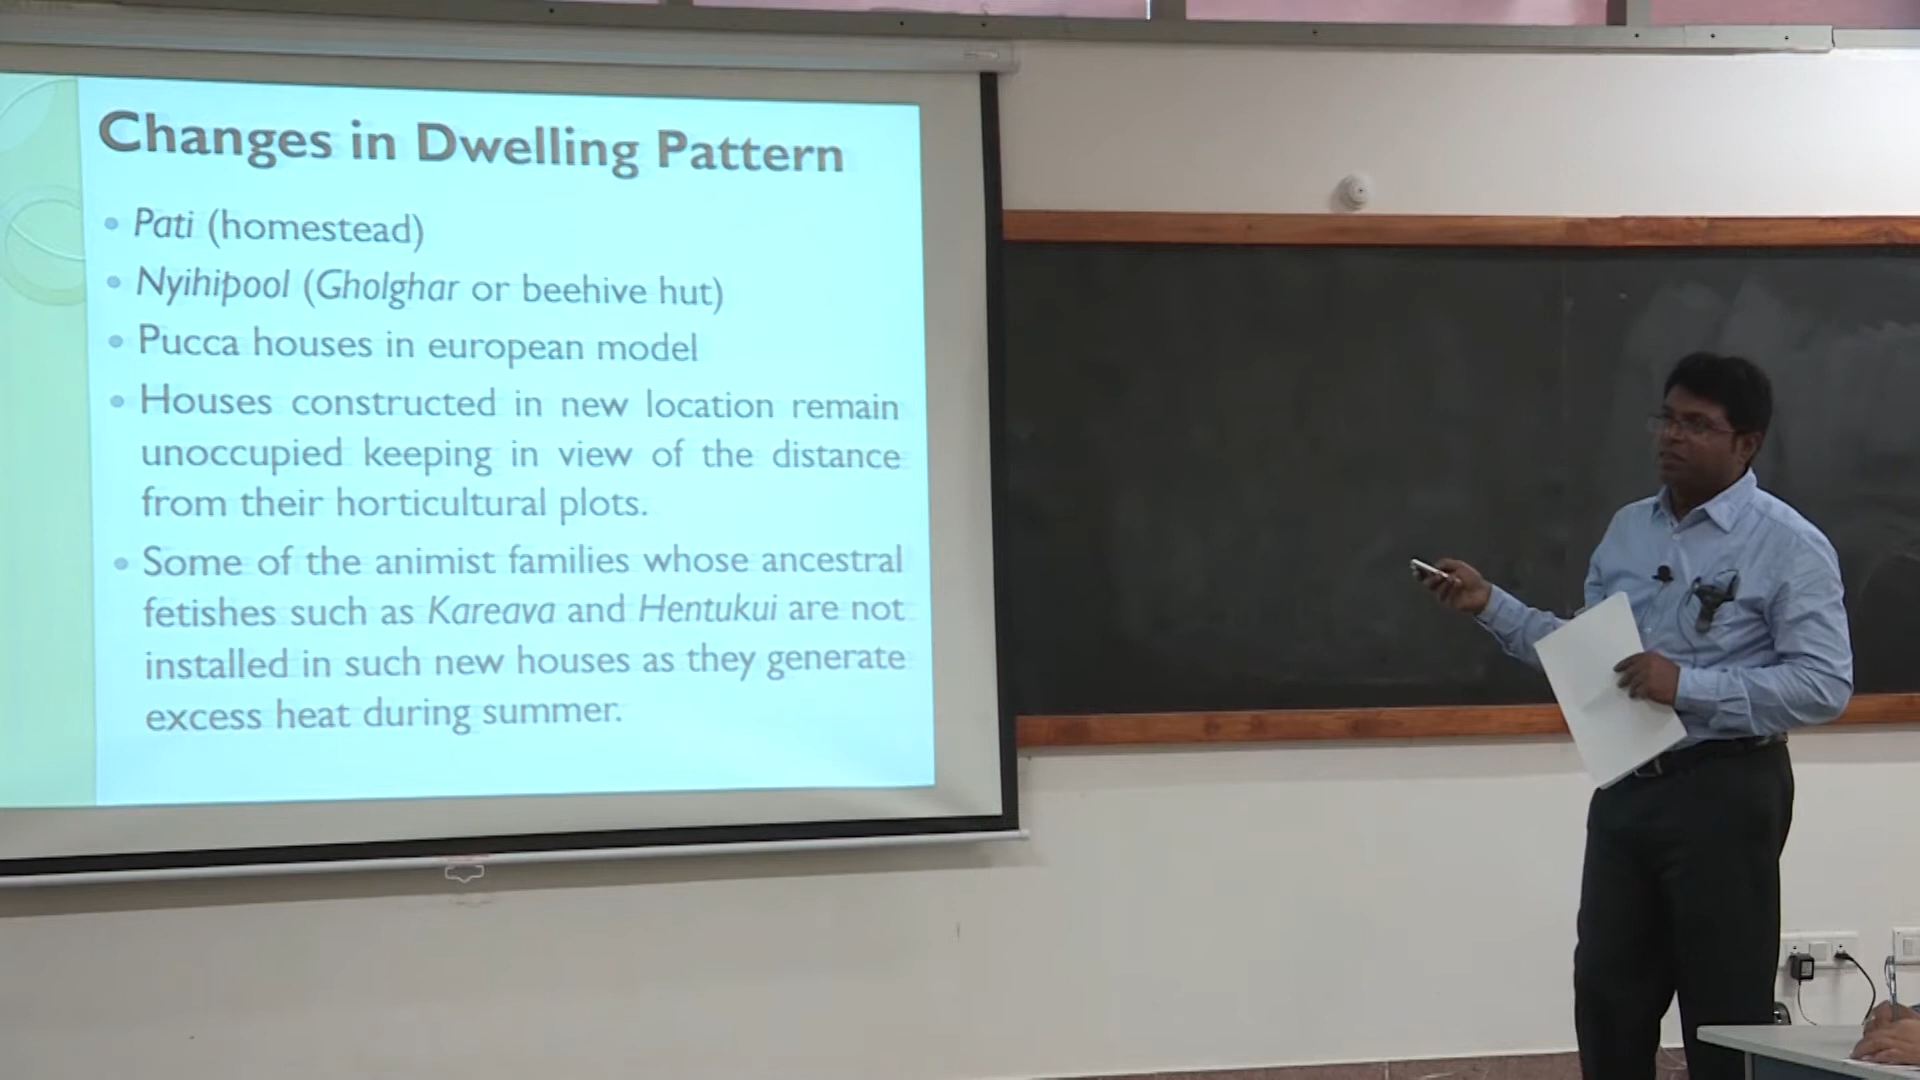 Changes in Dwelling Pattern
• Pati (homestead)
• Nyihipool (Gholghar or beehive hut)
• Pucca houses in european model
• Houses constructed in new location remain
unoccupied keeping in view of the distance
from their horticultural plots.
• Some of the animist families whose ancestral
fetishes such as Kareava and Hentukui are not
installed in such new houses as they generate
excess heat during summer.